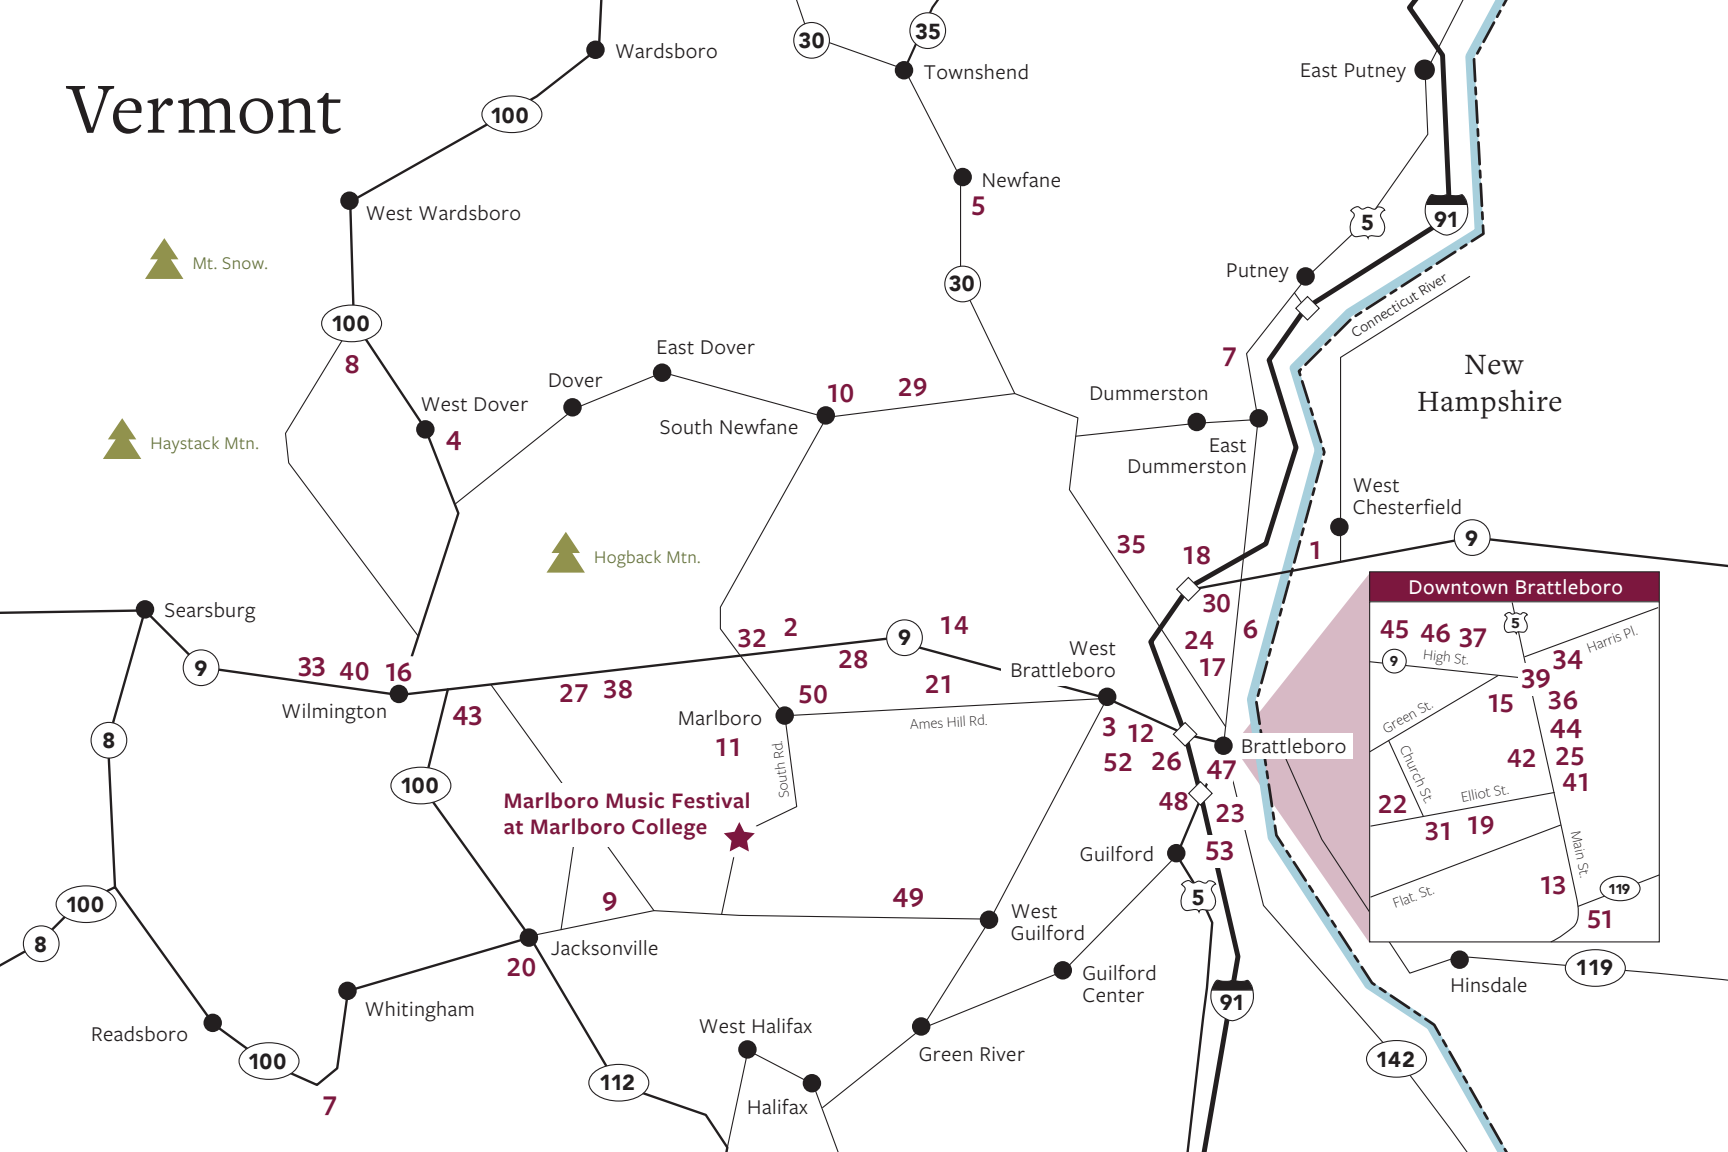 Vermont
Wardsboro
30
35
Townshend
East Putney
100
West Wardsboro
Newfane
5
5
91
Mt. Snow.
Putney
30
Connecticut River
100
8
East Dover
7
New
Hampshire
Dover
West Dover
10
29
Dummerston
South Newfane
4
East
Dummerston
Haystack Mtn.
West
Chesterfield
Hogback Mtn.
35
18
1
9
Searsburg
30
Downtown Brattleboro
32
2
9
14
28
24
6
17
West
Brattleboro
45
46
37
5
Harris Pl.
9
High St.
34
39
9
33
40
16
27
38
50
21
15
36
Wilmington
43
Marlboro
Ames Hill Rd.
Green St.
44
8
11
South Rd.
3
12
Brattleboro
52
26
47
42
25
Church St.
41
100
Marlboro Music Festival
at Marlboro College
48
23
22
Elliot St.
31
19
Guilford
53
Main St.
5
9
49
13
119
Flat. St.
51
100
8
West
Guilford
Jacksonville
20
Guilford
Center
Hinsdale
119
Whitingham
91
Readsboro
100
West Halifax
Green River
142
7
112
Halifax